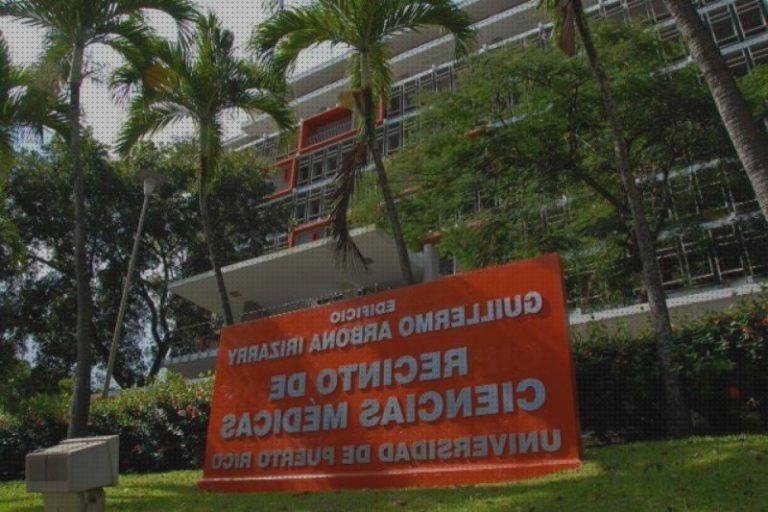 EDIFICIO
GUILLERMO ARBONA IRIZARRY
RECINTO DE
CIENCIAS MÉDICAS
UNIVERSIDAD DE PUERTO RICO